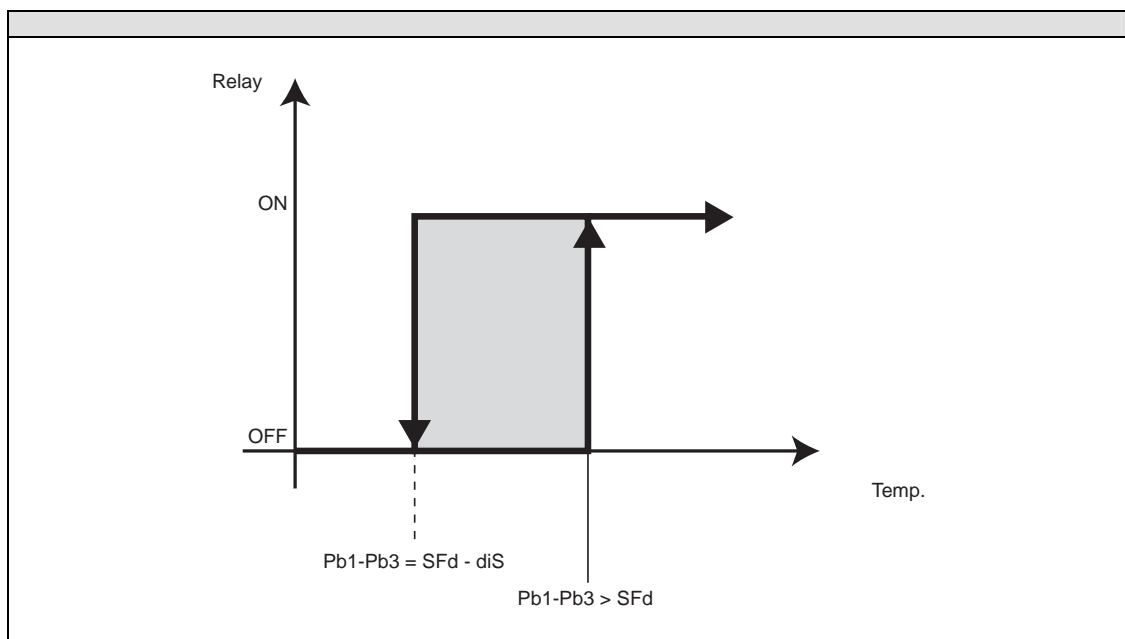 Relay
ON
OFF
Temp.
Pb1-Pb3 = SFd - diS
Pb1-Pb3 > SFd